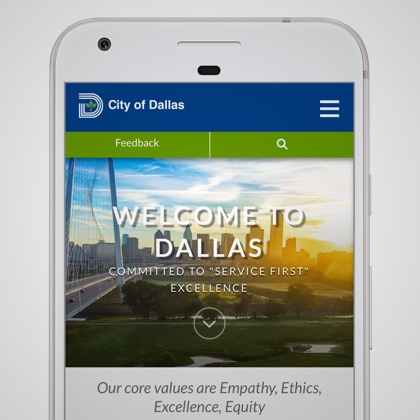 City of Dallas
Feedback
WELCOME TO
DALLAS
COMMITTED TO "SERVICE FIRST"
EXCELLENCE
Our core values are Empathy, Ethics,
Excellence, Equity